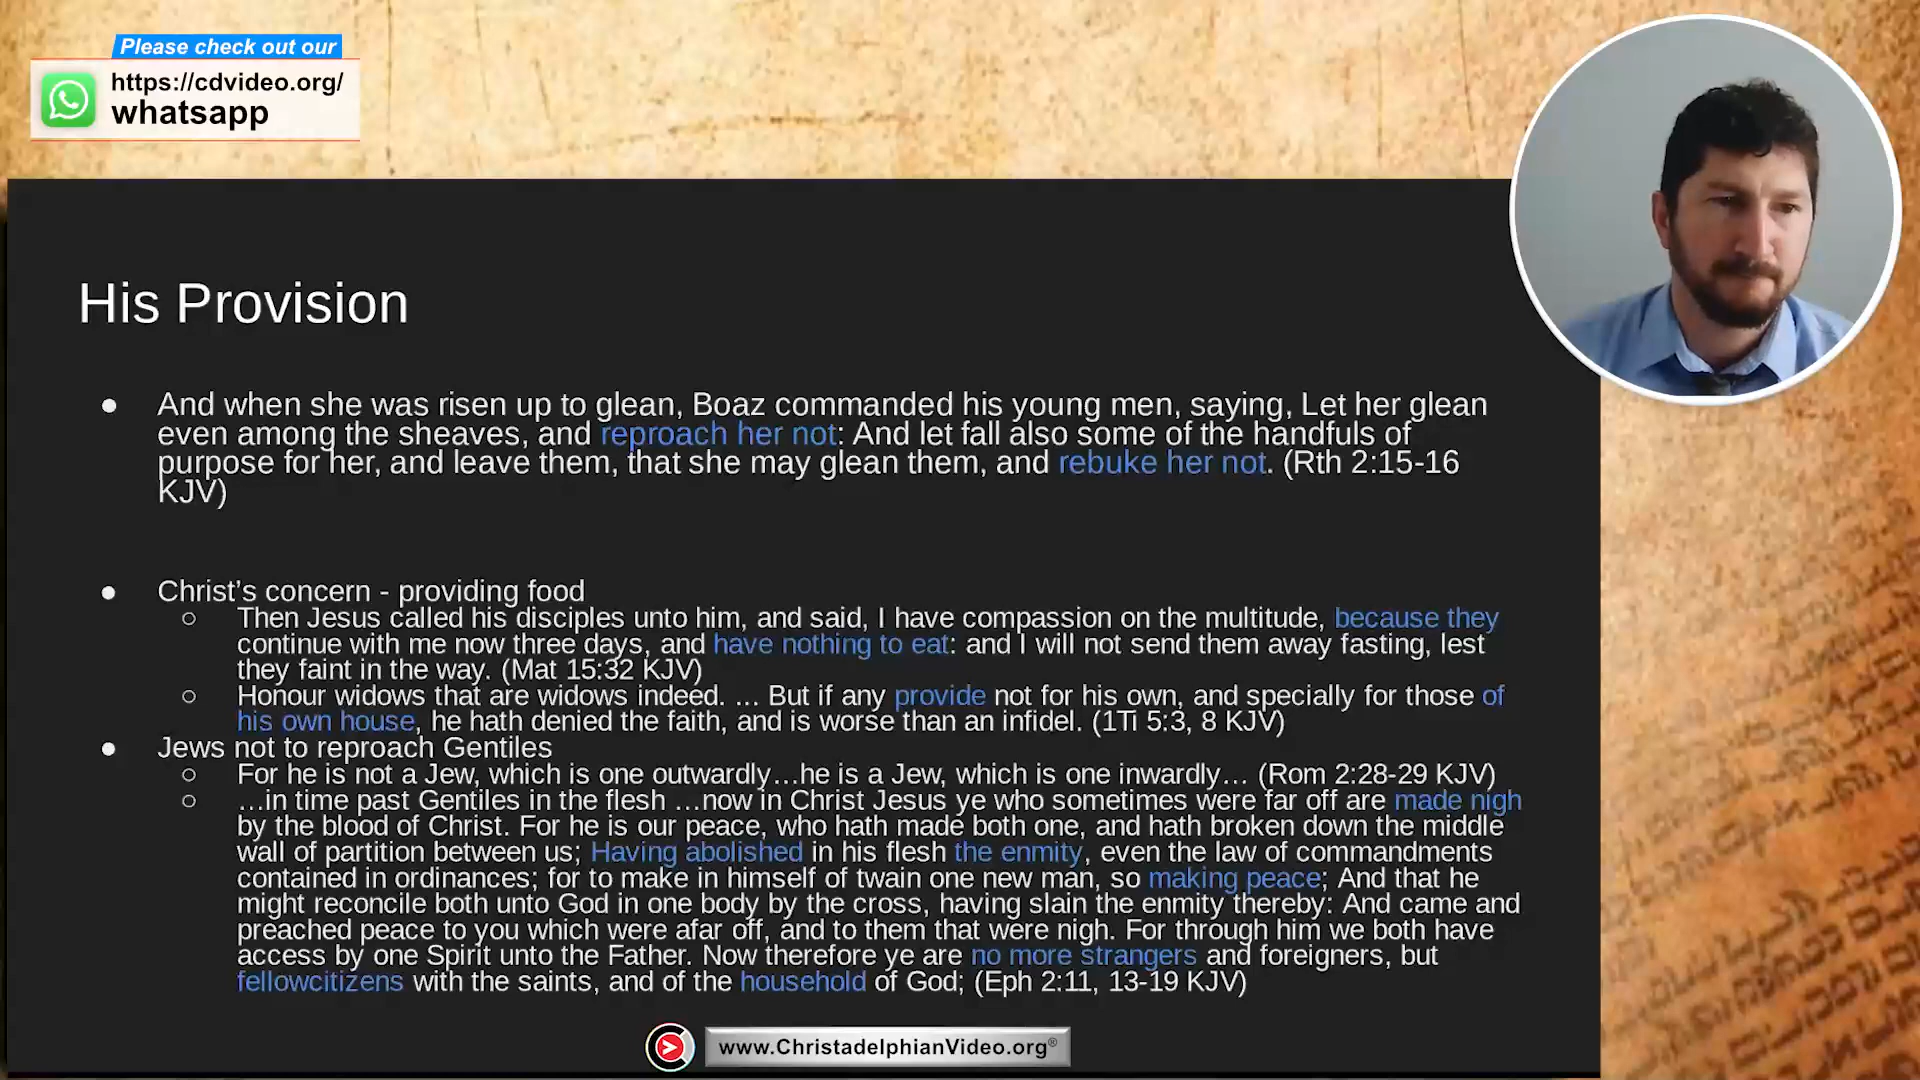 Please check out our
https://cdvideo.org/
whatsapp
His Provision
● And when she was risen up to glean, Boaz commanded his young men, saying, Let her glean
even among the sheaves, and reproach her not: And let fall also some of the handfuls of
purpose for her, and leave them, that she may glean them, and rebuke her not. (Rth 2:15-16
KJV)
● Christ's concern - providing food
○ Then Jesus called his disciples unto him, and said, I have compassion on the multitude, because they
continue with me now three days, and have nothing to eat: and I will not send them away fasting, lest
they faint in the way. (Mat 15:32 KJV)
○ Honour widows that are widows indeed. ... But if any provide not for his own, and specially for those of
his own house, he hath denied the faith, and is worse than an infidel. (1Ti 5:3, 8 KJV)
● Jews not to reproach Gentiles
○ For he is not a Jew, which is one outwardly…he is a Jew, which is one inwardly… (Rom 2:28-29 KJV)
○ …in time past Gentiles in the flesh …now in Christ Jesus ye who sometimes were far off are made nigh
by the blood of Christ. For he is our peace, who hath made both one, and hath broken down the middle
wall of partition between us; Having abolished in his flesh the enmity, even the law of commandments
contained in ordinances; for to make in himself of twain one new man, so making peace; And that he
might reconcile both unto God in one body by the cross, having slain the enmity thereby: And came and
preached peace to you which were afar off, and to them that were nigh. For through him we both have
access by one Spirit unto the Father. Now therefore ye are no more strangers and foreigners, but
fellowcitizens with the saints, and of the household of God; (Eph 2:11, 13-19 KJV)
www.ChristadelphianVideo.org®